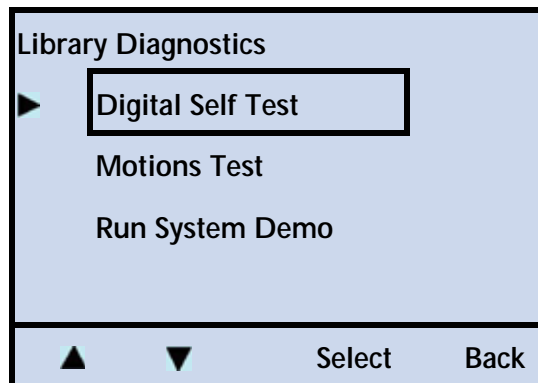 Library Diagnostics
Digital Self Test
Motions Test
Run System Demo
Select Back